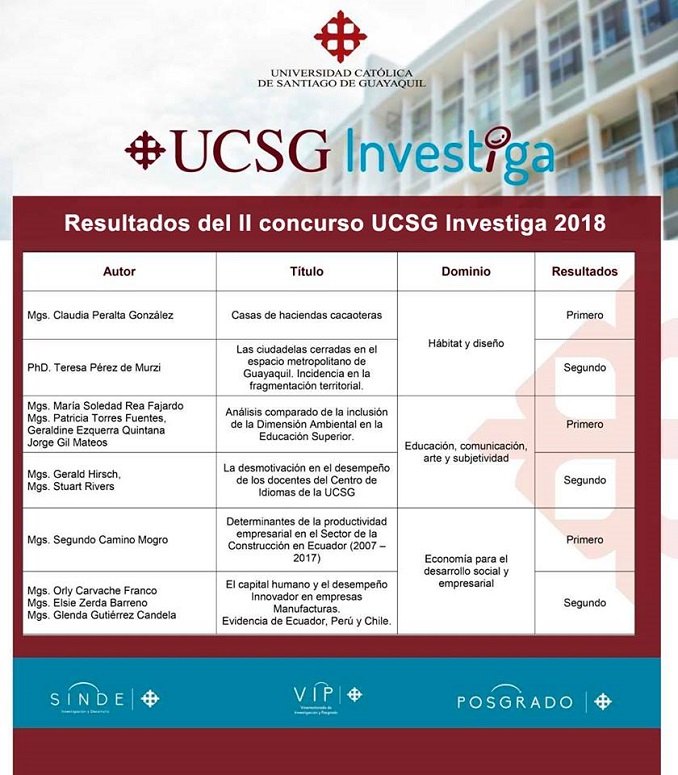 UNIVERSIDAD CATÓLICA
DE SANTIAGO DE GUAYAQUIL
UCSG Investiga
Resultados del II concurso UCSG Investiga 2018
Autor Título Dominio Resultados
Mgs. Claudia Peralta González
Casas de haciendas cacaoteras
Hábitat y diseño
Primero
PhD. Teresa Pérez de Murzi
Las ciudadelas cerradas en el
espacio metropolitano de
Guayaquil. Incidencia en la
fragmentación territorial.
Segundo
Mgs. María Soledad Rea Fajardo
Mgs. Patricia Torres Fuentes,
Geraldine Ezquerra Quintana
Jorge Gil Mateos
Análisis comparado de la inclusión
de la Dimensión Ambiental en la
Educación Superior.
Educación, comunicación,
arte y subjetividad
Primero
Mgs. Gerald Hirsch,
Mgs. Stuart Rivers
La desmotivación en el desempeño
de los docentes del Centro de
Idiomas de la UCSG
Segundo
Mgs. Segundo Camino Mogro
Determinantes de la productividad
empresarial en el Sector de la
Construcción en Ecuador (2007 –
2017)
Economía para el
desarrollo social y
empresarial
Primero
Mgs. Orly Carvache Franco
Mgs. Elsie Zerda Barreno
Mgs. Glenda Gutiérrez Candela
El capital humano y el desempeño
Innovador en empresas
Manufacturas.
Evidencia de Ecuador, Perú y Chile.
Segundo
SINDE
Investigación y Desarrollo
VIP
Vicerrectorado de
Investigación y Posgrado
POSGRADO